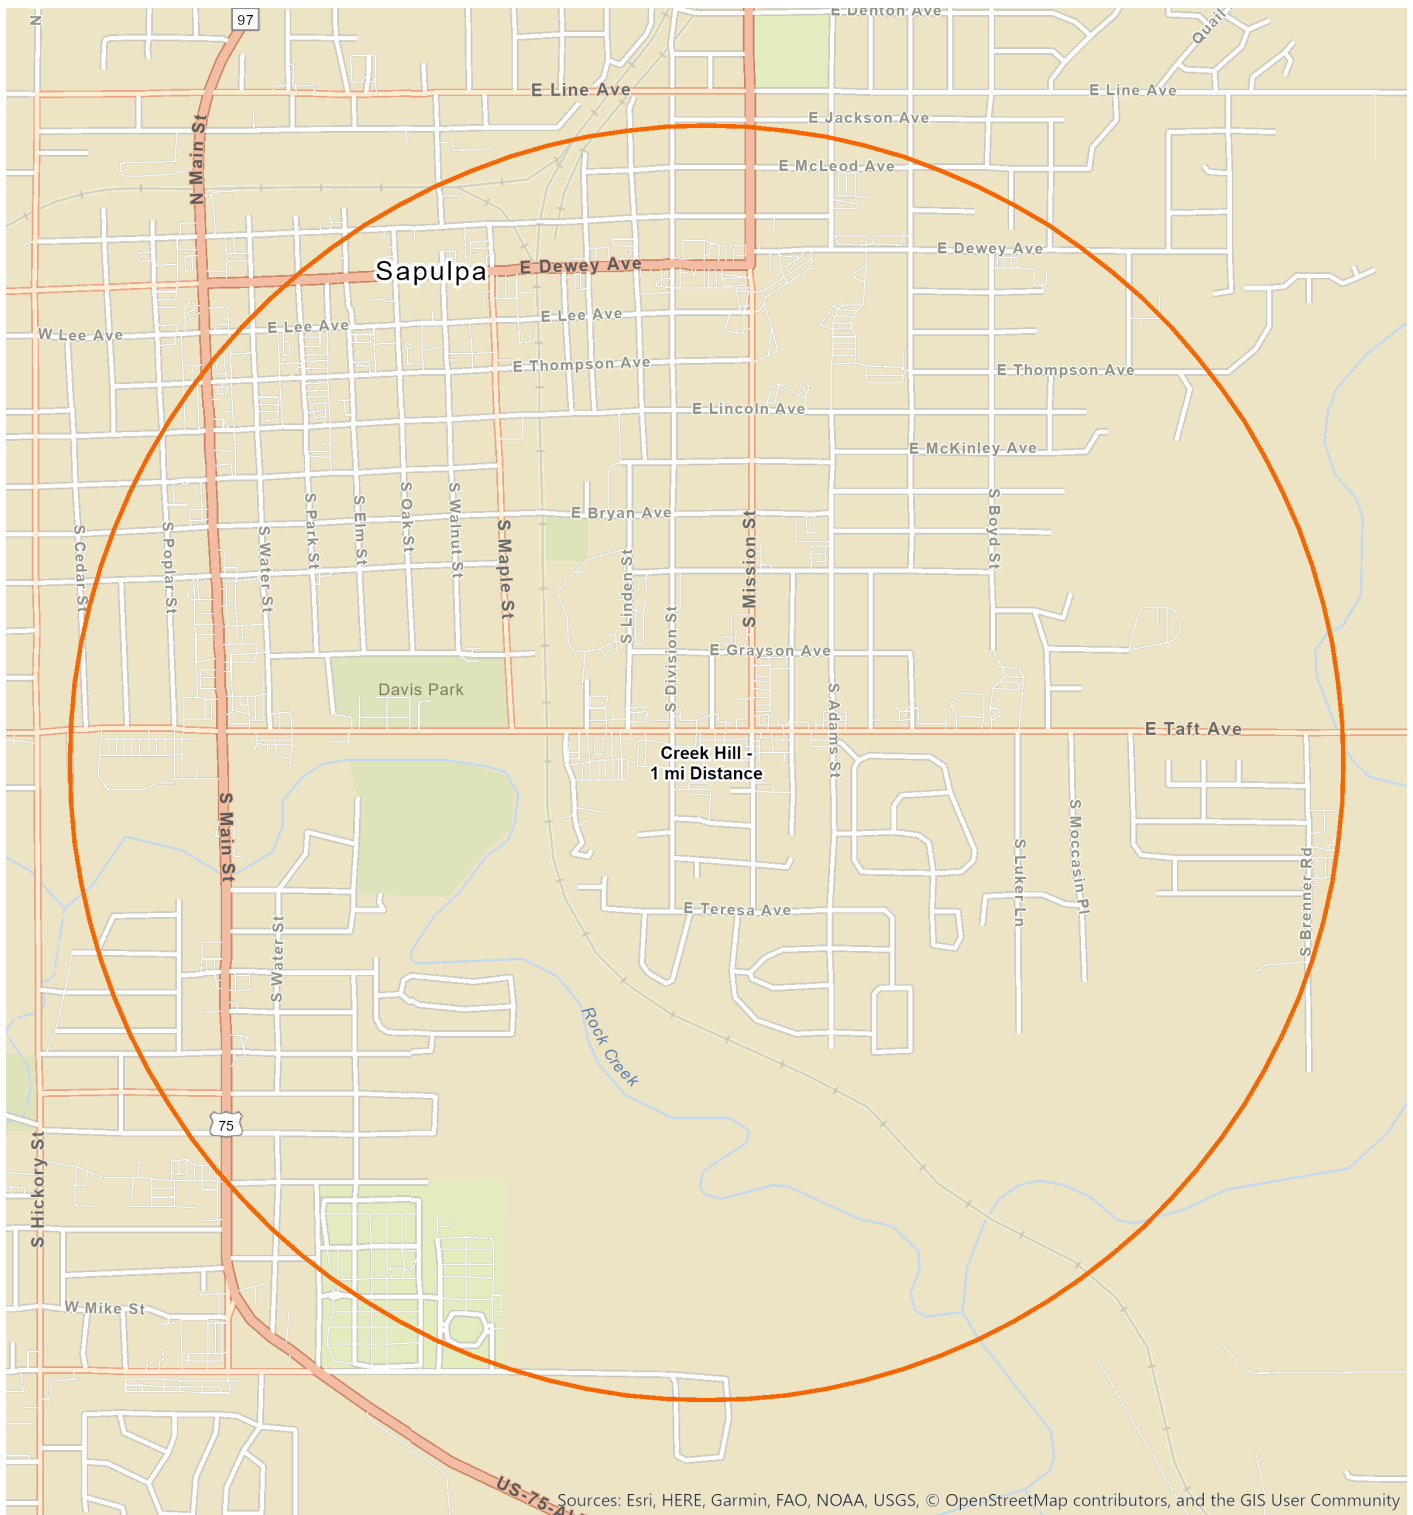 E Denton Ave
Quail
N
97
E Line Ave
E Line Ave
E Jackson Ave
N Main St
E McLeod Ave
E Dewey Ave
Sapulpa
E Dewey Ave
E Lee Ave
E Lee Ave
W Lee Ave
E Thompson Ave
E Thompson Ave
E Lincoln Ave
E McKinley Ave
S Cedar St
S Poplar St
S Water St
S Park St
S Elm St
S Oak St
S Walnut St
S Maple St
E Bryan Ave
S Linden St
S Division St
S Mission St
S Boyd St
E Grayson Ave
Davis Park
S Adams St
E Taft Ave
Creek Hill -
1 mi Distance
S Main St
S Luker Ln
S Moccasin Pl
S Brenner Rd
E Teresa Ave
S Water St
Rock Creek
75
S Hickory St
W Mike St
US-75-Al
Sources: Esri, HERE, Garmin, FAO, NOAA, USGS, © OpenStreetMap contributors, and the GIS User Community